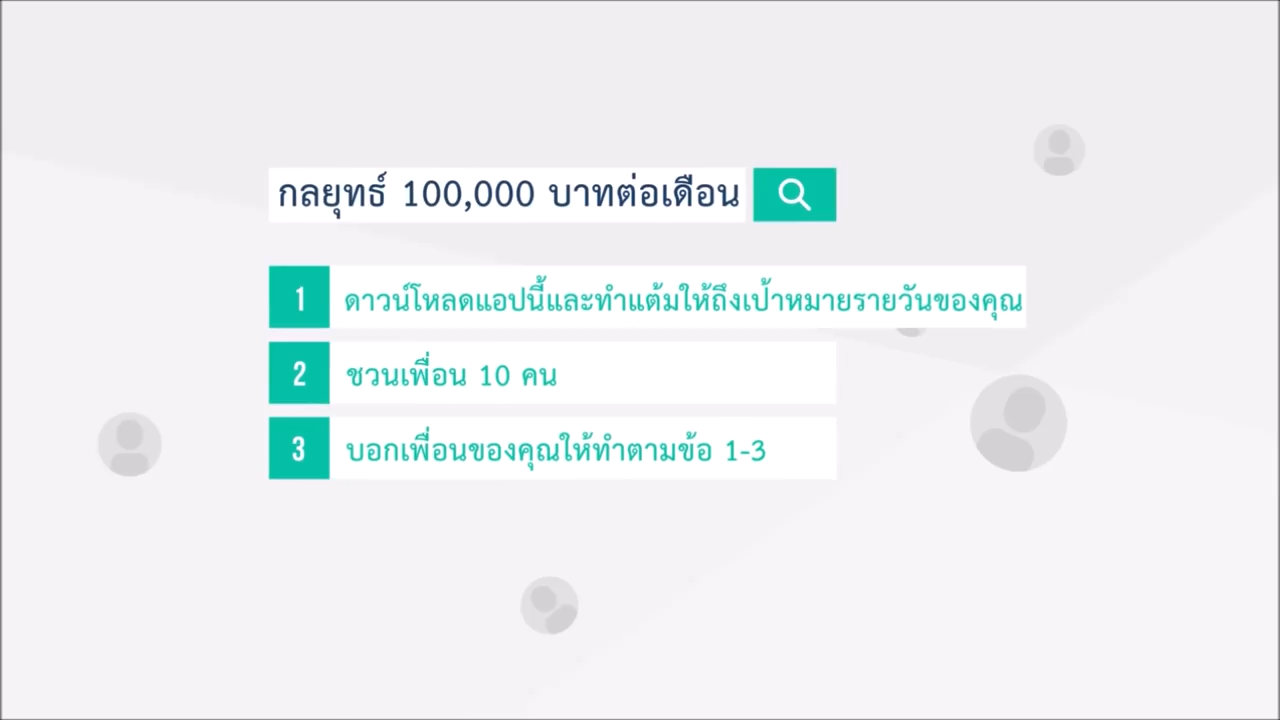 กลยุทธ์ 100,000 บาทต่อเดือน
1 ดาวน์โหลดแอปนี้และทำแต้มให้ถึงเป้าหมายรายวันของคุณ
2 ชวนเพื่อน 10 คน
3 บอกเพื่อนของคุณให้ทำตามข้อ 1-3